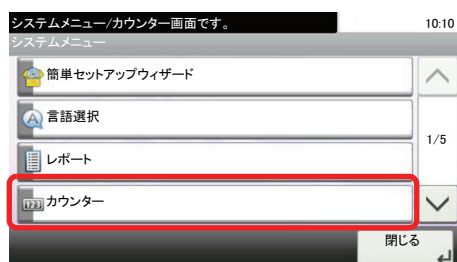 システムメニュー/カウンター画面です。 10:10
システムメニュー
簡単セットアップウィザード
A 言語選択
1/5
レポート
123 カウンター
閉じる